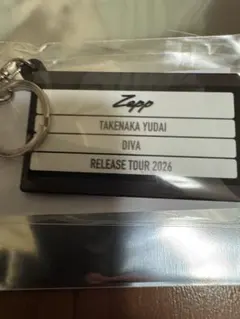 Zepp
TAKENAKA YUDAI
DIVA
RELEASE TOUR 2026